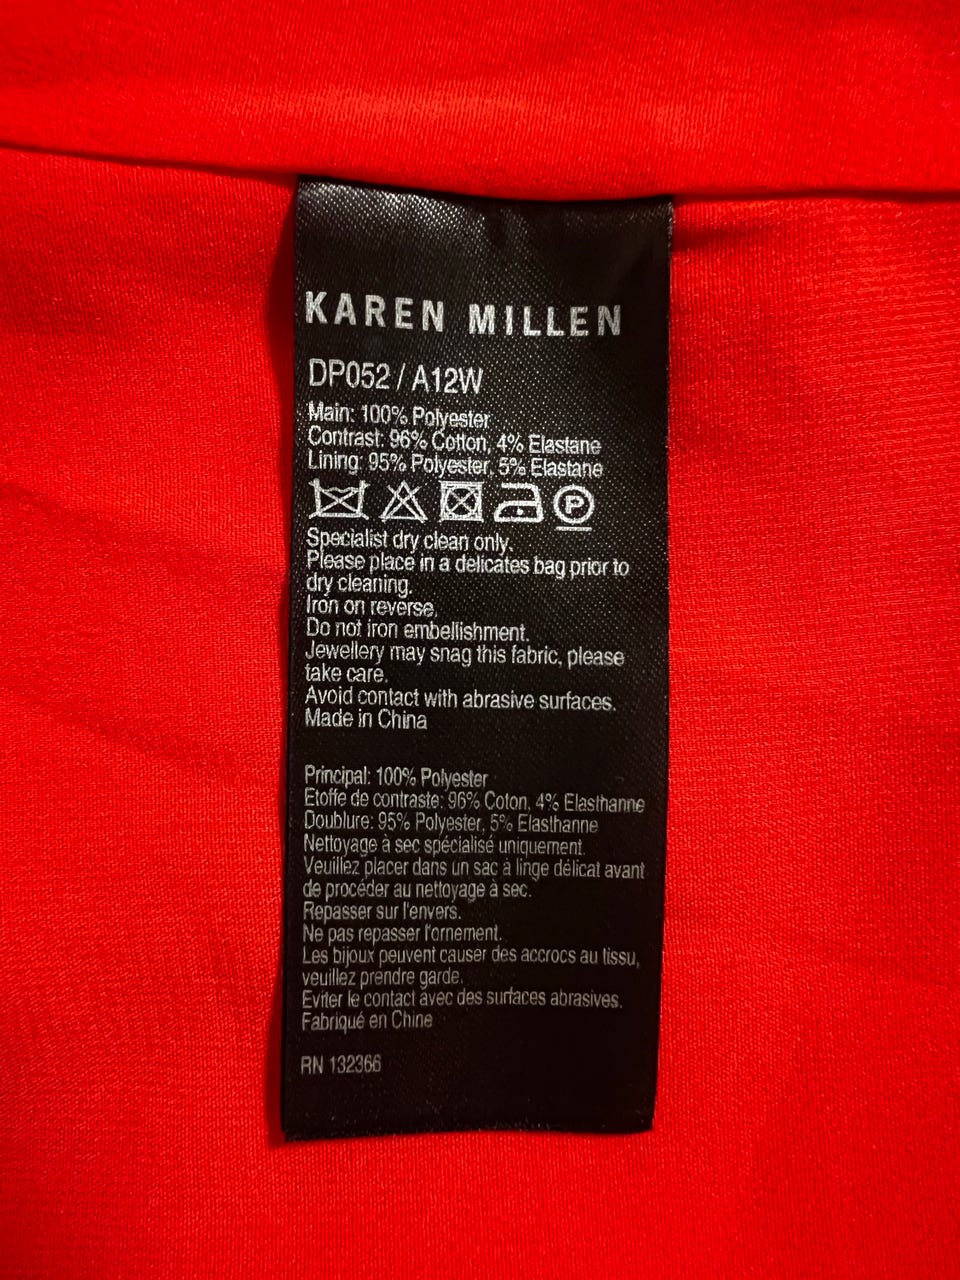 KAREN MILLEN
DP052 / A12W
Main: 100% Polyester
Contrast: 96% Cotton, 4% Elastane
Lining: 95% Polyester, 5% Elastane
P
Specialist dry clean only.
Please place in a delicates bag prior to
dry cleaning.
Iron on reverse.
Do not iron embellishment.
Jewellery may snag this fabric, please
take care.
Avoid contact with abrasive surfaces.
Made in China
Principal: 100% Polyester
Etoffe de contraste: 96% Coton, 4% Elasthanne
Doublure: 95% Polyester, 5% Elasthanne
Nettoyage à sec spécialisé uniquement.
Veuillez placer dans un sac à linge délicat avant
de procéder au nettoyage à sec.
Repasser sur l'envers.
Ne pas repasser l'ornement.
Les bijoux peuvent causer des accrocs au tissu,
veuillez prendre garde.
Eviter le contact avec des surfaces abrasives.
Fabriqué en Chine
RN 132366